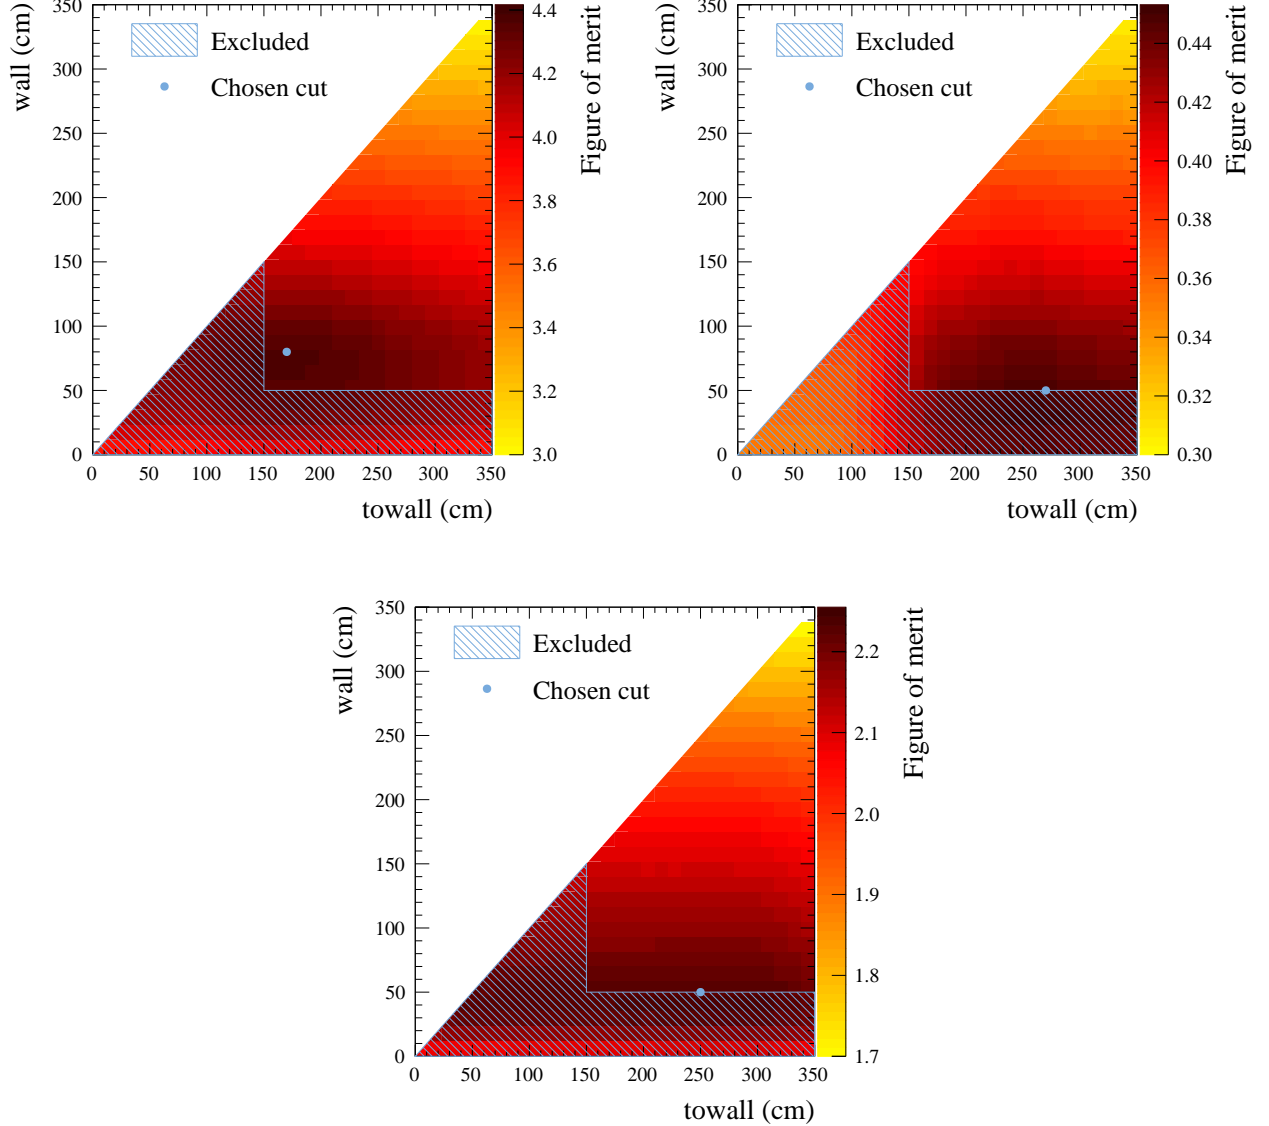 wall (cm)
350
300
250
200
150
100
50
0
Excluded
Chosen cut
0 50 100 150 200 250 300 350
towall (cm)
4.4
4.2
4.0
3.8
3.6
3.4
3.2
3.0
Figure of merit
wall (cm)
350
300
250
200
150
100
50
0
Excluded
Chosen cut
0 50 100 150 200 250 300 350
towall (cm)
0.44
0.42
0.40
0.38
0.36
0.34
0.32
0.30
Figure of merit
wall (cm)
350
300
250
200
150
100
50
0
Excluded
Chosen cut
0 50 100 150 200 250 300 350
towall (cm)
2.2
2.1
2.0
1.9
1.8
1.7
Figure of merit